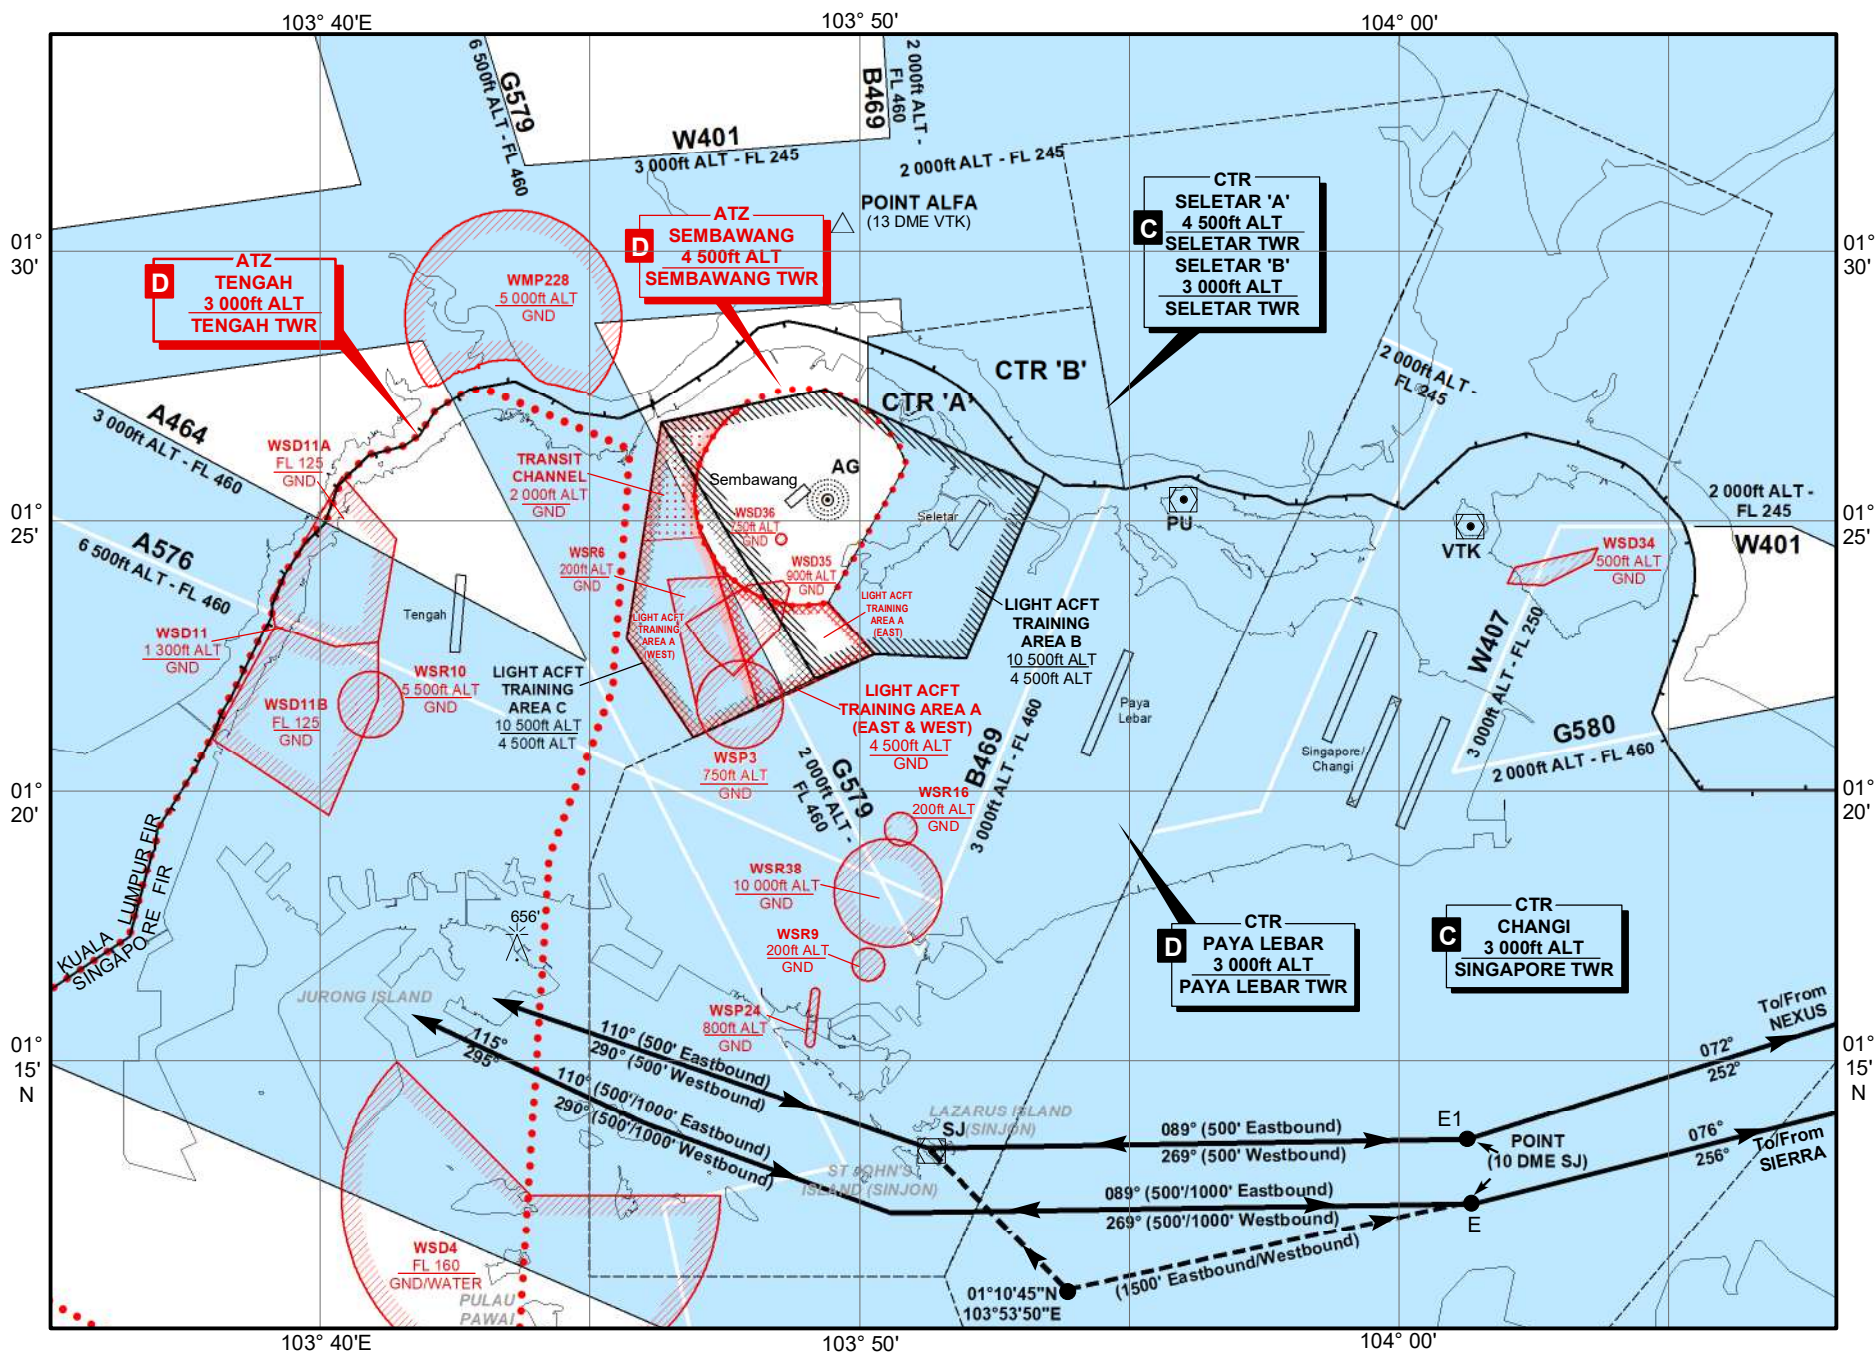 103° 40'E
103° 50'
104° 00'
6 500ft ALT - FL 460
G579
B469
2 000ft ALT -
FL 460
W401
3 000ft ALT - FL 245
2 000ft ALT - FL 245
POINT ALFA
(13 DME VTK)
CTR
SELETAR 'A'
4 500ft ALT
SELETAR TWR
SELETAR 'B'
3 000ft ALT
SELETAR TWR
C
ATZ
SEMBAWANG
4 500ft ALT
SEMBAWANG TWR
D
ATZ
TENGAH
3 000ft ALT
TENGAH TWR
D
01°
30'
01°
30'
WMP228
5 000ft ALT
GND
CTR 'B'
CTR 'A'
2 000ft ALT -
FL 245
A464
3 000ft ALT - FL 460
WSD11A
FL 125
GND
TRANSIT
CHANNEL
2 000ft ALT
GND
AG
Sembawang
Seletar
WSD36
750ft ALT
GND
PU
VTK
2 000ft ALT -
FL 245
W401
01°
25'
01°
25'
A576
6 500ft ALT - FL 460
WSR6
200ft ALT
GND
WSD35
900ft ALT
GND
WSD34
500ft ALT
GND
Tengah
LIGHT ACFT
TRAINING
AREA A
(WEST)
LIGHT ACFT
TRAINING
AREA A
(EAST)
LIGHT ACFT
TRAINING
AREA B
10 500ft ALT
4 500ft ALT
WSD11
1 300ft ALT
GND
WSR10
5 500ft ALT
GND
WSD11B
FL 125
GND
LIGHT ACFT
TRAINING
AREA C
10 500ft ALT
4 500ft ALT
LIGHT ACFT
TRAINING AREA A
(EAST & WEST)
4 500ft ALT
GND
W407
3 000ft ALT - FL 250
Paya
Lebar
Singapore/
Changi
G580
2 000ft ALT - FL 460
WSP3
750ft ALT
GND
G579
2 000ft ALT -
FL 460
B469
3 000ft ALT - FL 460
WSR16
200ft ALT
GND
01°
20'
01°
20'
KUALA LUMPUR FIR
SINGAPORE FIR
WSR38
10 000ft ALT
GND
656'
WSR9
200ft ALT
GND
D
CTR
PAYA LEBAR
3 000ft ALT
PAYA LEBAR TWR
C
CTR
CHANGI
3 000ft ALT
SINGAPORE TWR
JURONG ISLAND
WSP24
800ft ALT
GND
To/From
NEXUS
072°
252°
115°
295°
110° (500' Eastbound)
290° (500' Westbound)
110° (500'/1000' Eastbound)
290° (500'/1000' Westbound)
01°
15'
N
01°
15'
N
LAZARUS ISLAND
(SINJON)
SJ
ST JOHN'S
ISLAND (SINJON)
089° (500' Eastbound)
269° (500' Westbound)
E1
POINT
(10 DME SJ)
076°
256°
To/From
SIERRA
089° (500'/1000' Eastbound)
269° (500'/1000' Westbound)
E
(1500' Eastbound/Westbound)
WSD4
FL 160
GND/WATER
PULAU
PAWAI
01°10'45"N
103°53'50"E
103° 40'E
103° 50'
104° 00'